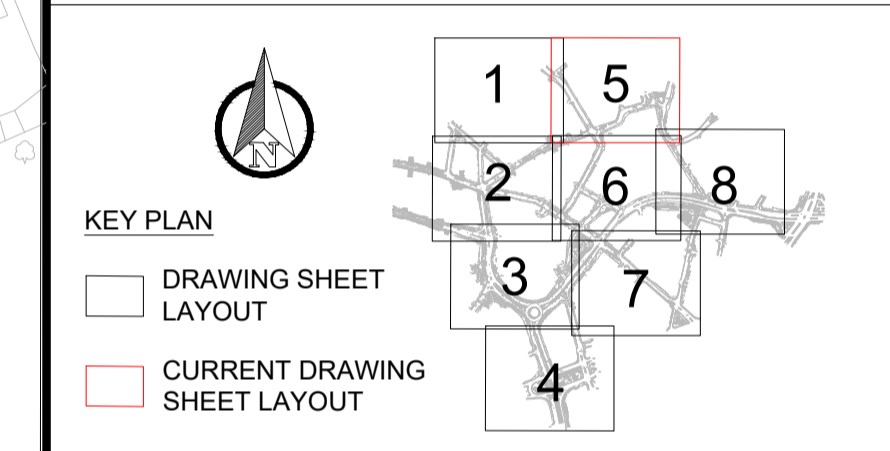 N
KEY PLAN
DRAWING SHEET
LAYOUT
CURRENT DRAWING
SHEET LAYOUT
1
5
2
6
8
3
7
4